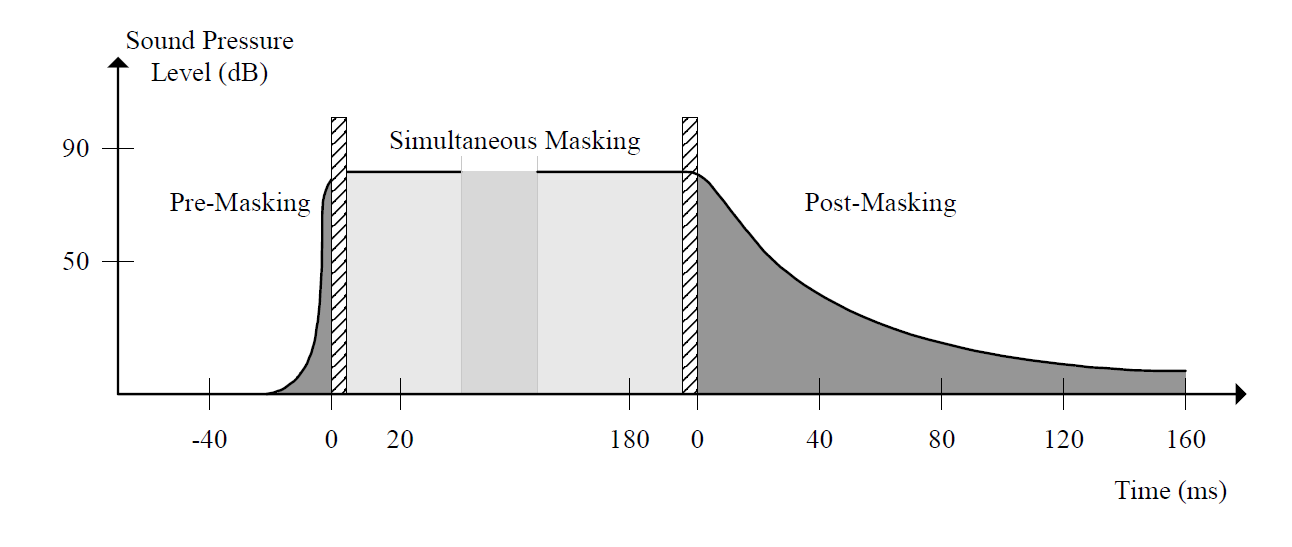 Sound Pressure
Level (dB)
90
Simultaneous Masking
Pre-Masking
Post-Masking
50
-40 0 20 180 0 40 80 120 160
Time (ms)